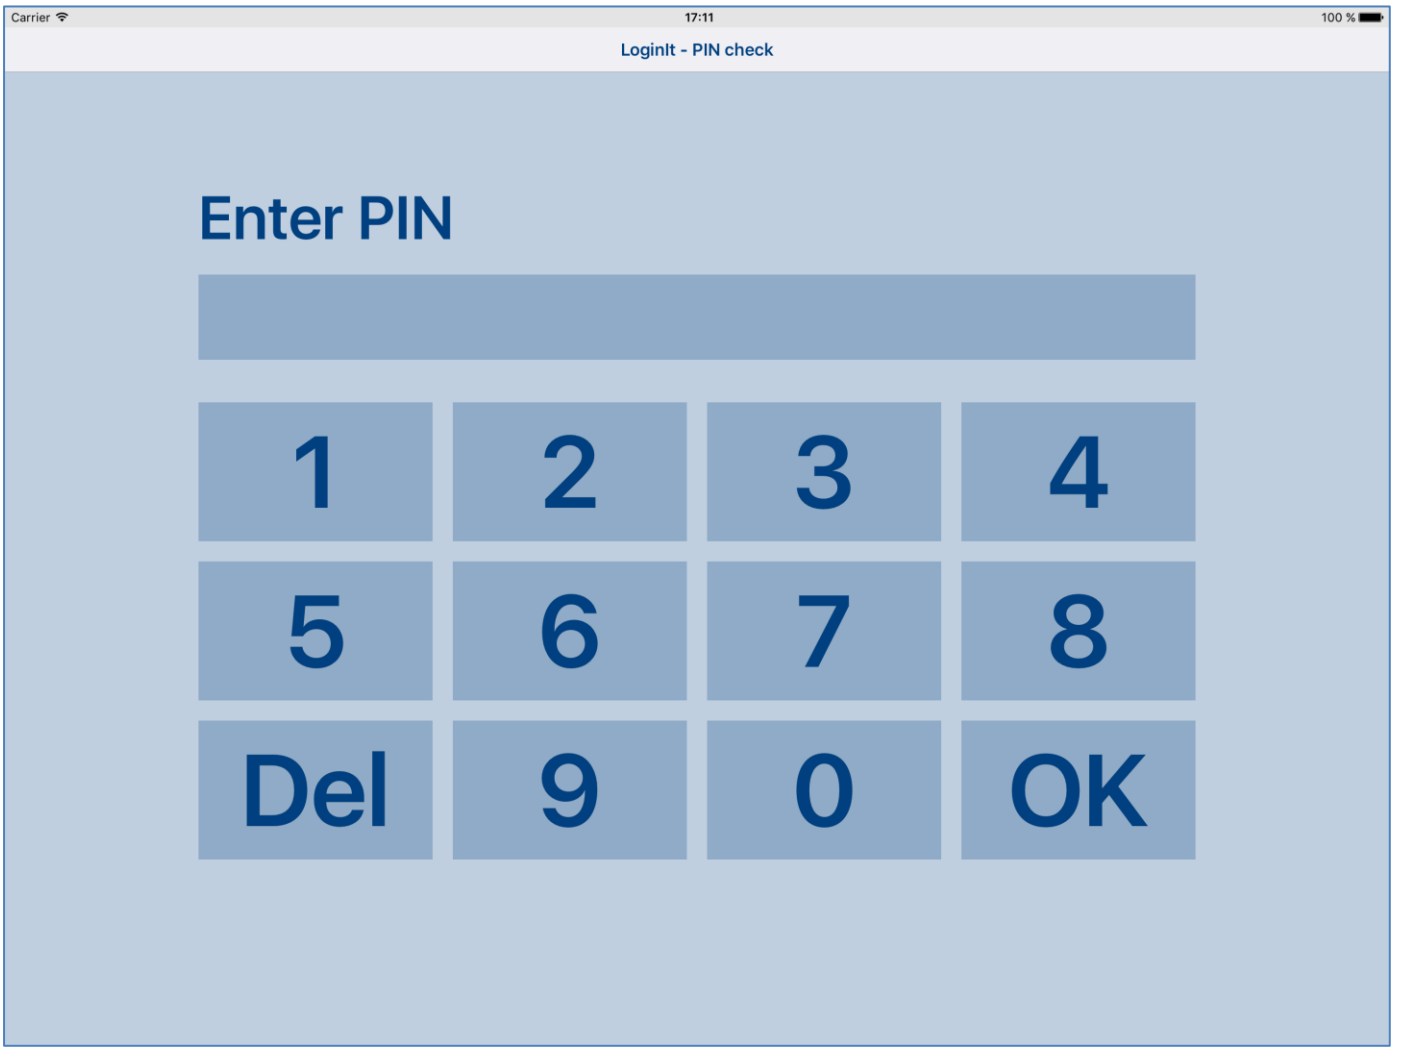 Carrier 17:11 100 %
LoginIt - PIN check
Enter PIN
1 2 3 4
5 6 7 8
Del 9 0 OK